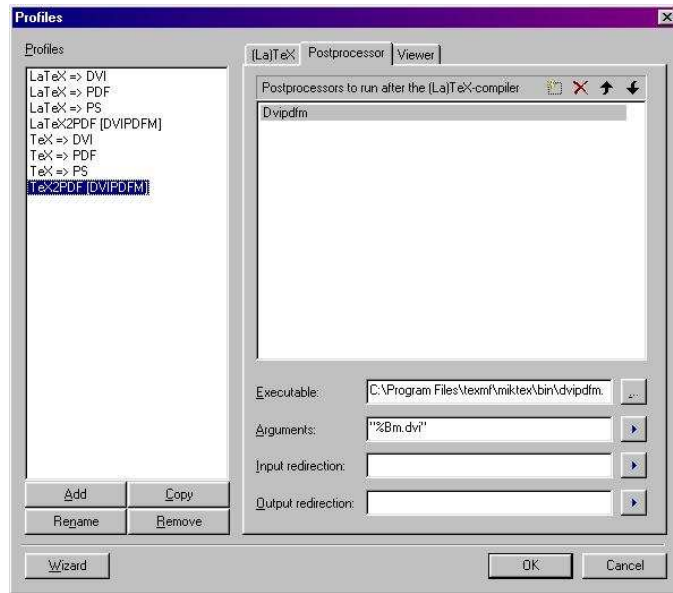 Profiles
Profiles
LaTeX => DVI
LaTeX => PDF
LaTeX => PS
LaTeX2PDF [DVIPDFM]
TeX => DVI
TeX => PDF
TeX => PS
TeX2PDF [DVIPDFM]
Add Copy
Rename Remove
(La)TeX Postprocessor Viewer
Postprocessors to run after the (La)TeX-compiler
Dvipdfm
Executable: C:\Program Files\texmf\miktex\bin\dvipdfm. ...
Arguments: "%Bm.dvi"
Input redirection:
Output redirection:
Wizard OK Cancel